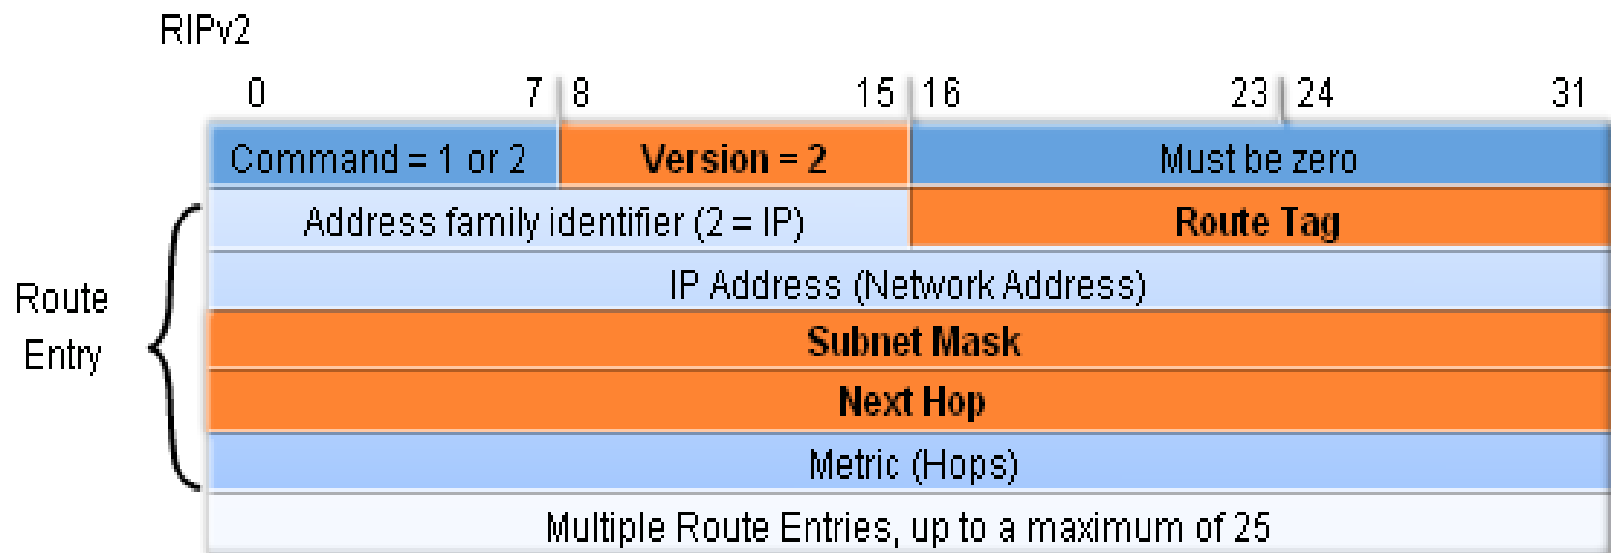 RIPv2
0 7 8 15 16 23 24 31
Command = 1 or 2 Version = 2 Must be zero
Address family identifier (2 = IP) Route Tag
IP Address (Network Address)
Route
Entry
Subnet Mask
Next Hop
Metric (Hops)
Multiple Route Entries, up to a maximum of 25